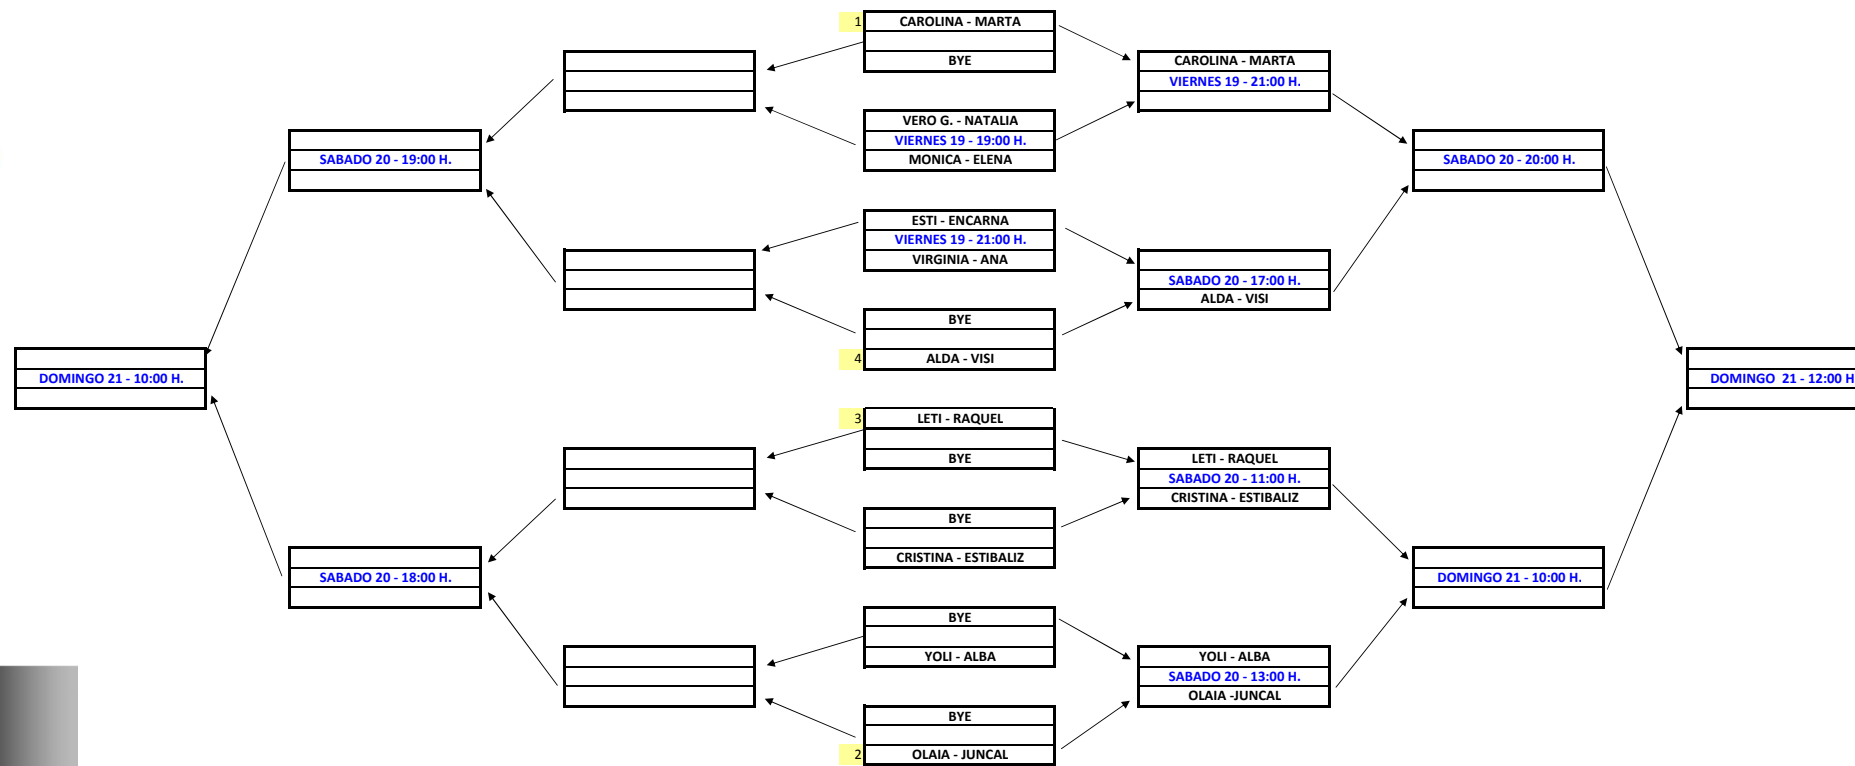 1 CAROLINA - MARTA
BYE
CAROLINA - MARTA
VIERNES 19 - 21:00 H.
VERO G. - NATALIA
VIERNES 19 - 19:00 H.
MONICA - ELENA
SABADO 20 - 19:00 H.
SABADO 20 - 20:00 H.
ESTI - ENCARNA
VIERNES 19 - 21:00 H.
VIRGINIA - ANA
SABADO 20 - 17:00 H.
ALDA - VISI
BYE
4 ALDA - VISI
DOMINGO 21 - 10:00 H.
DOMINGO 21 - 12:00 H
3 LETI - RAQUEL
BYE
LETI - RAQUEL
SABADO 20 - 11:00 H.
CRISTINA - ESTIBALIZ
BYE
CRISTINA - ESTIBALIZ
SABADO 20 - 18:00 H.
DOMINGO 21 - 10:00 H.
BYE
YOLI - ALBA
YOLI - ALBA
SABADO 20 - 13:00 H.
OLAIA -JUNCAL
BYE
2 OLAIA - JUNCAL